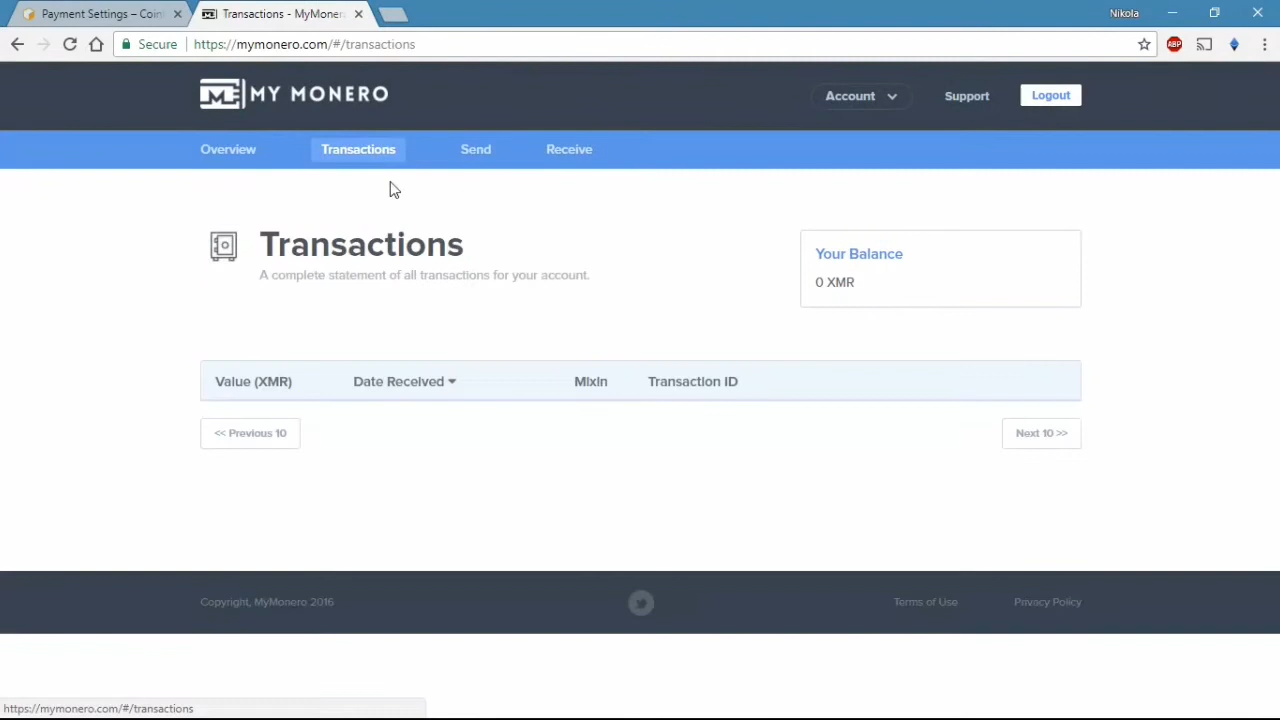 Payment Settings – Coin
Transactions - MyMoner
Nikola
Secure
https://mymonero.com/#/transactions
ABP
MY MONERO
Account
Support
Logout
Overview
Transactions
Send
Receive
Transactions
A complete statement of all transactions for your account.
Your Balance
0 XMR
Value (XMR)
Date Received
Mixin
Transaction ID
<< Previous 10
Next 10 >>
Copyright, MyMonero 2016
Terms of Use
Privacy Policy
https://mymonero.com/#/transactions